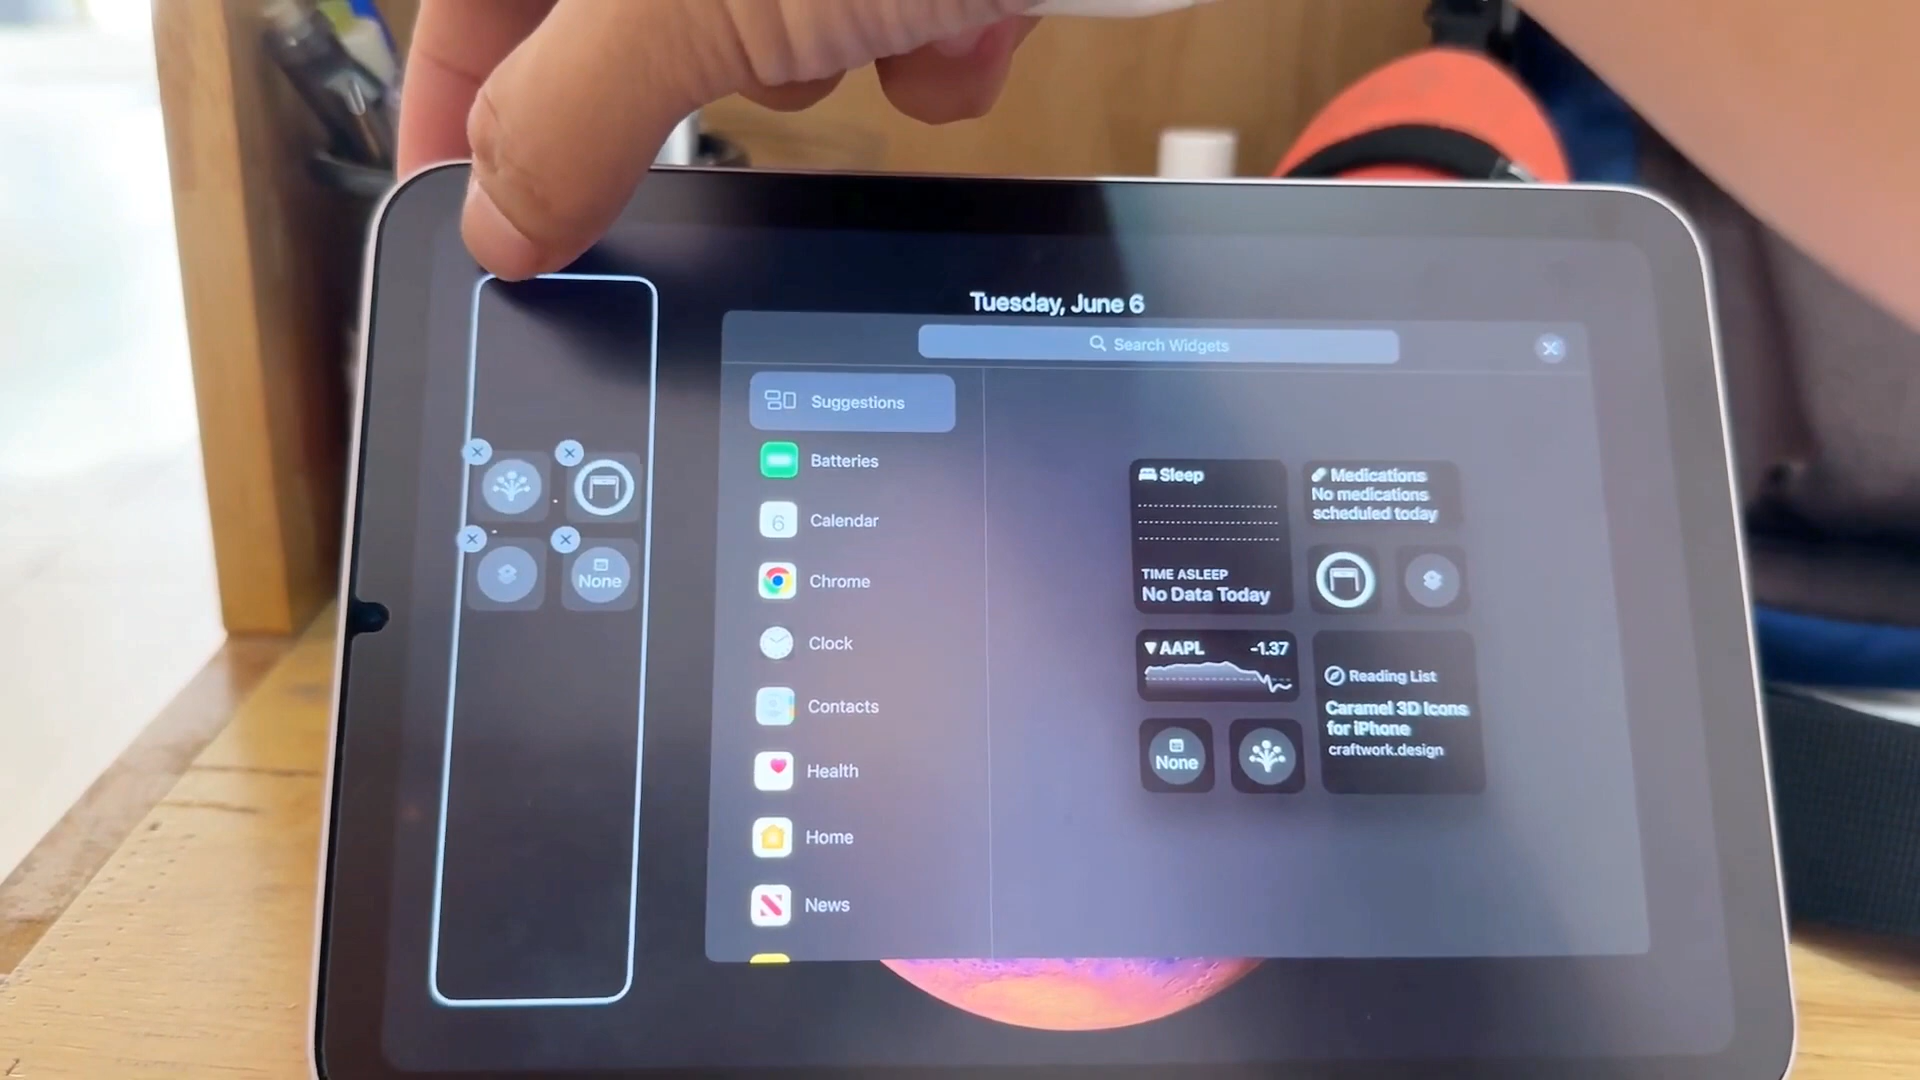 Tuesday, June 6
Search Widgets
Suggestions
Batteries
6
Calendar
Chrome
Clock
Contacts
Health
Home
News
None
Sleep
TIME ASLEEP
No Data Today
Medications
No medications
scheduled today
AAPL -1.37
None
Reading List
Caramel 3D Icons
for iPhone
craftwork.design